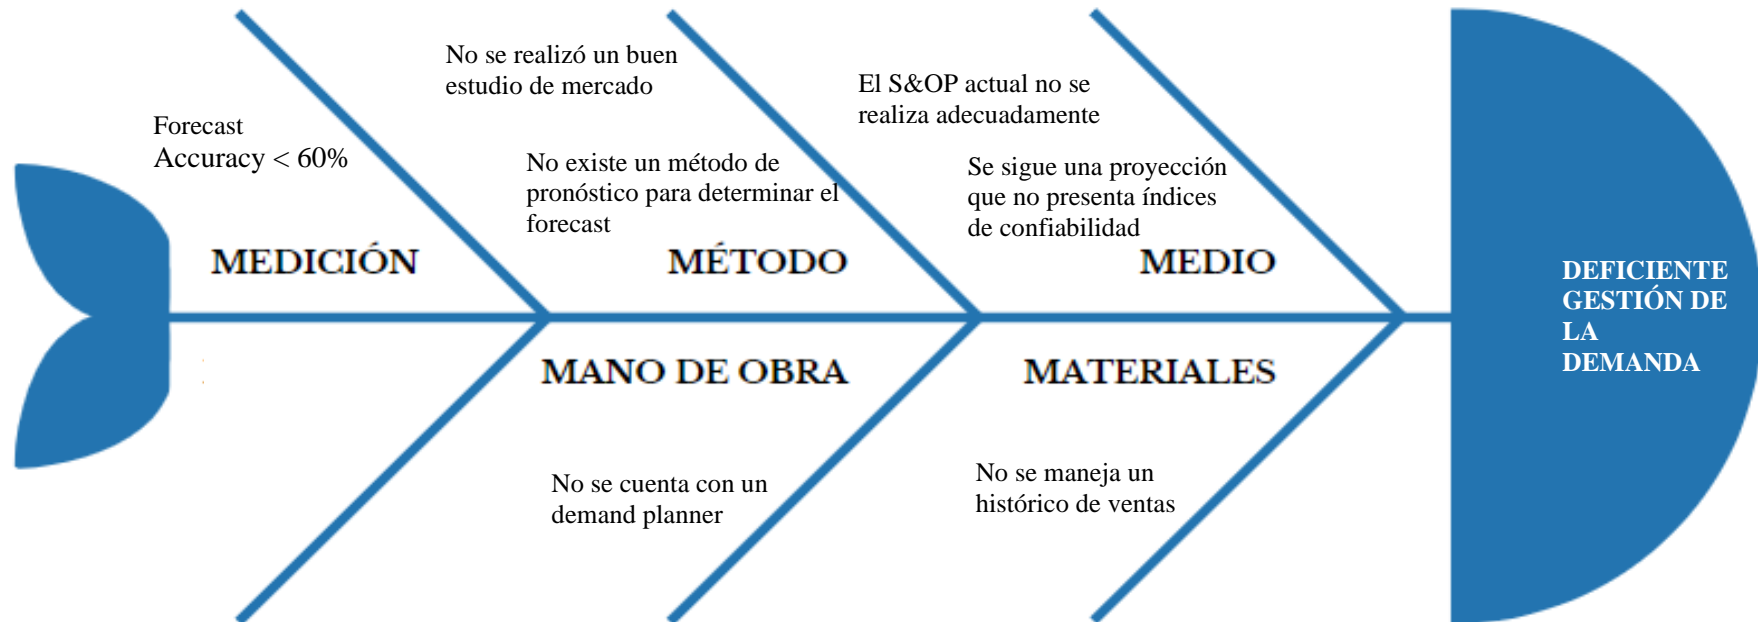 No se realizó un buen
estudio de mercado
El S&OP actual no se
realiza adecuadamente
Forecast
Accuracy < 60%
No existe un método de
pronóstico para determinar el
forecast
Se sigue una proyección
que no presenta índices
de confiabilidad
MEDICIÓN
MÉTODO
MEDIO
DEFICIENTE
GESTIÓN DE
LA
DEMANDA
MANO DE OBRA
MATERIALES
No se cuenta con un
demand planner
No se maneja un
histórico de ventas